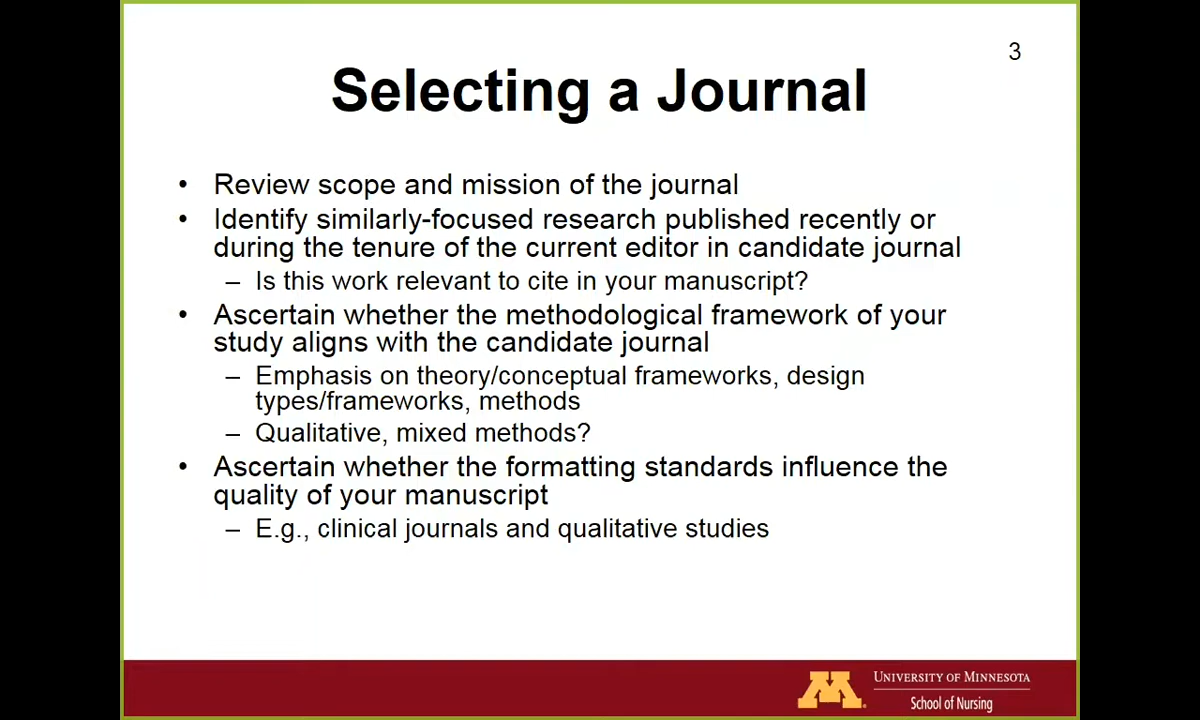 3
Selecting a Journal
• Review scope and mission of the journal
• Identify similarly-focused research published recently or
during the tenure of the current editor in candidate journal
– Is this work relevant to cite in your manuscript?
• Ascertain whether the methodological framework of your
study aligns with the candidate journal
– Emphasis on theory/conceptual frameworks, design
types/frameworks, methods
– Qualitative, mixed methods?
• Ascertain whether the formatting standards influence the
quality of your manuscript
– E.g., clinical journals and qualitative studies
M
UNIVERSITY OF MINNESOTA
School of Nursing